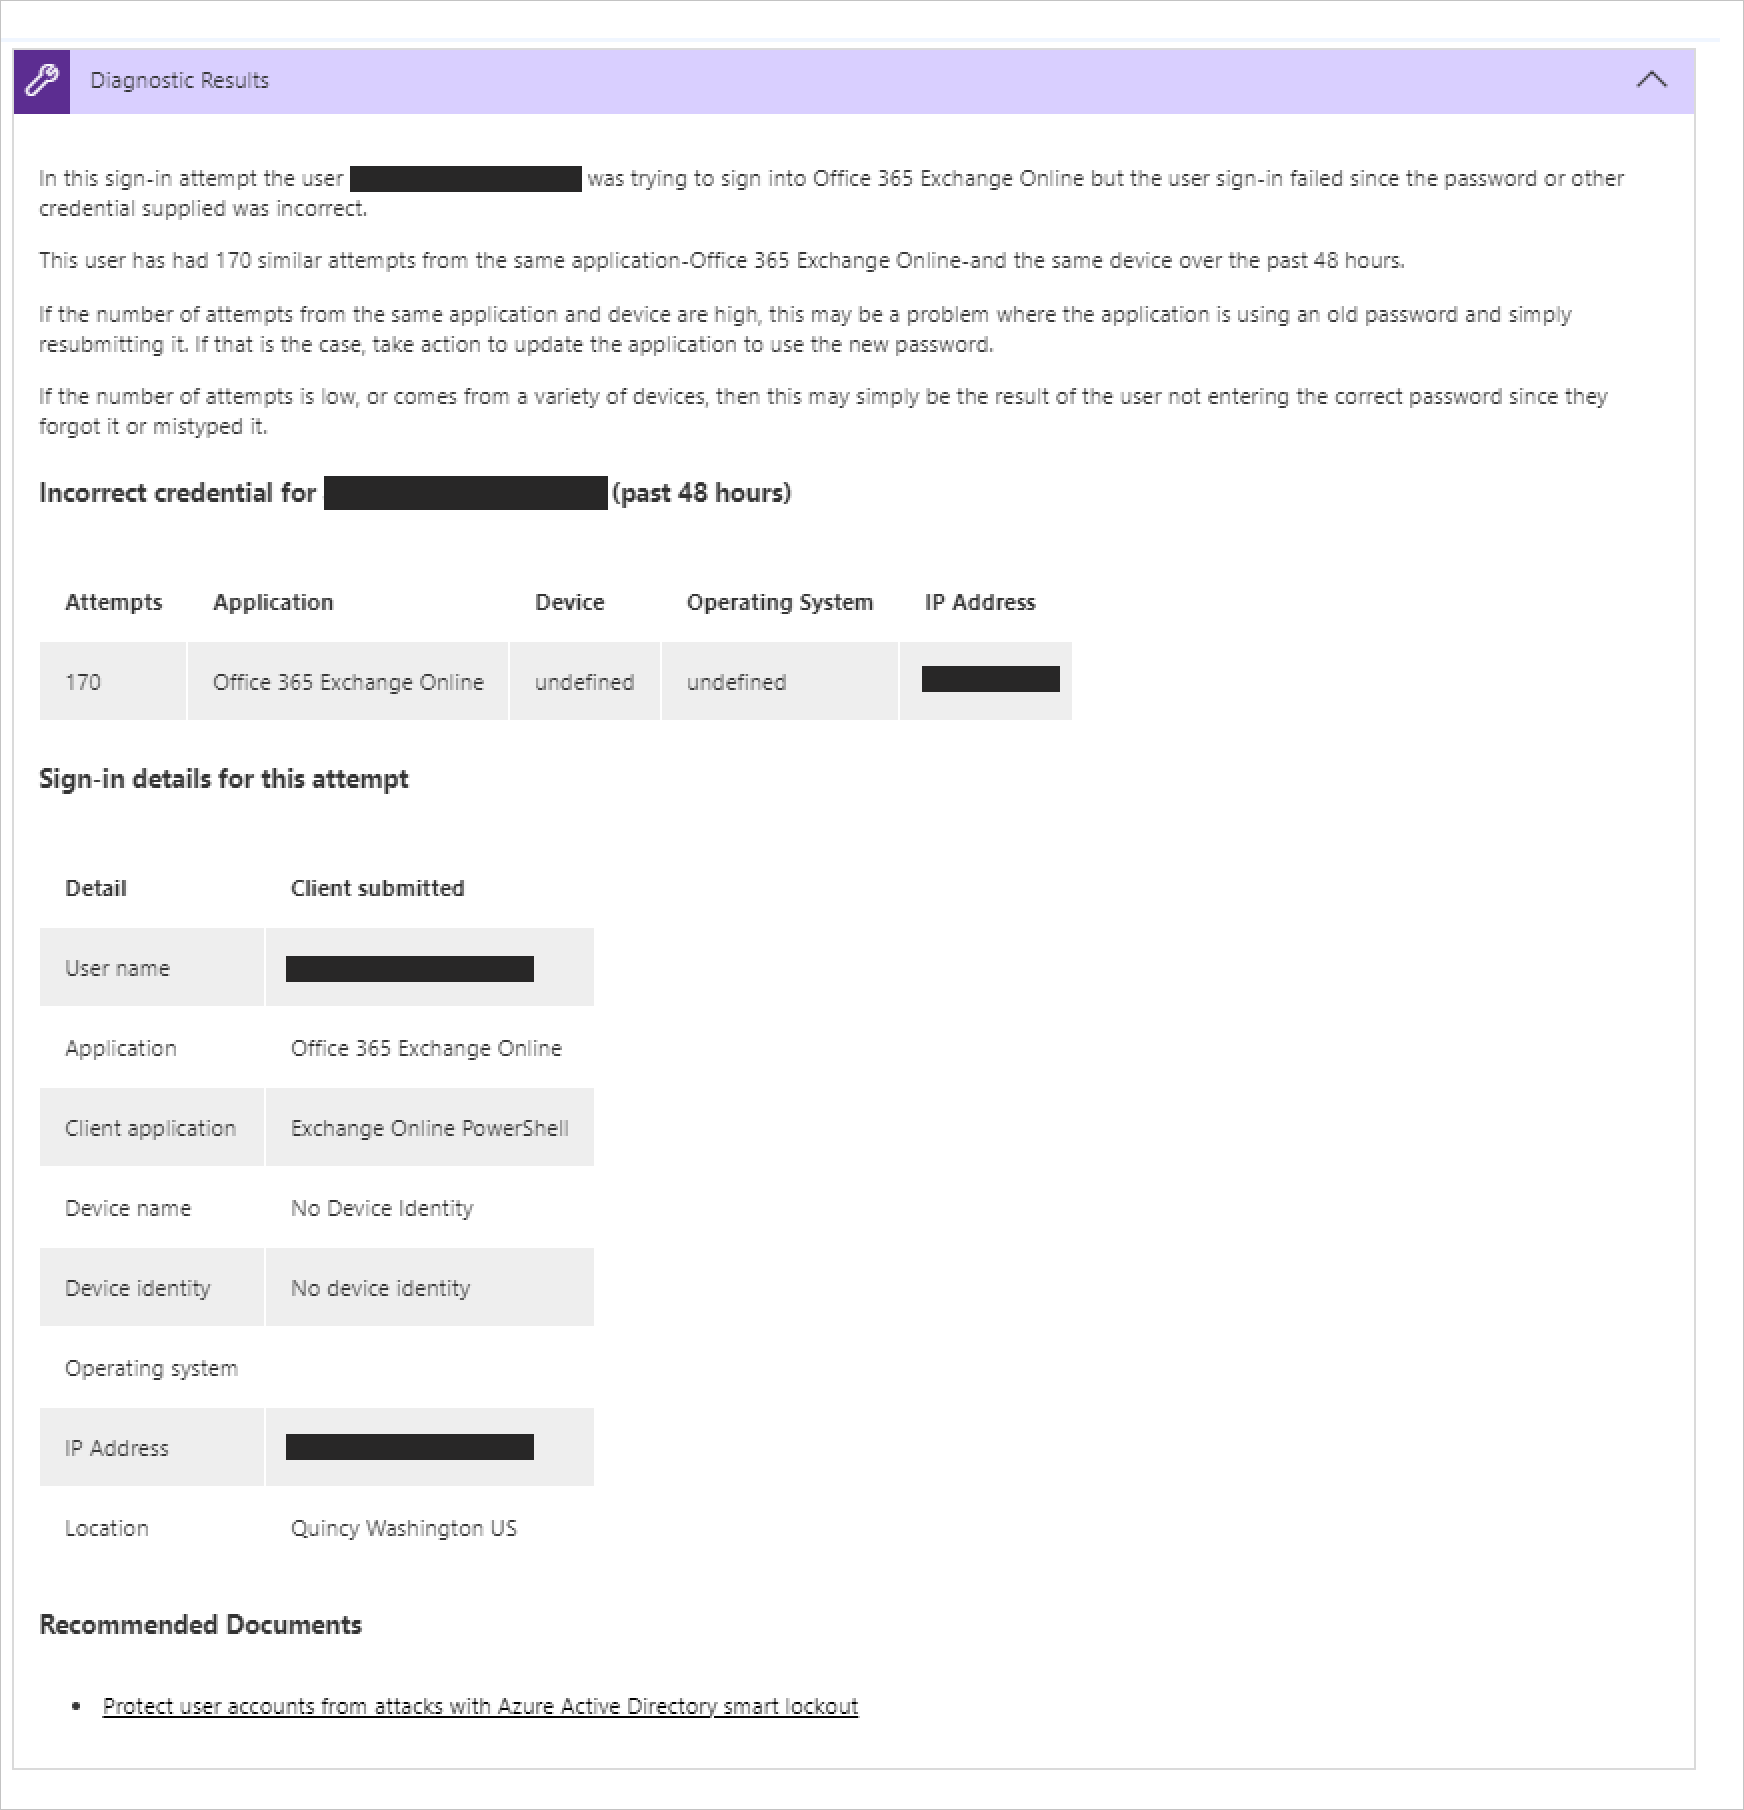 Diagnostic Results
In this sign-in attempt the user was trying to sign into Office 365 Exchange Online but the user sign-in failed since the password or other
credential supplied was incorrect.
This user has had 170 similar attempts from the same application-Office 365 Exchange Online-and the same device over the past 48 hours.
If the number of attempts from the same application and device are high, this may be a problem where the application is using an old password and simply
resubmitting it. If that is the case, take action to update the application to use the new password.
If the number of attempts is low, or comes from a variety of devices, then this may simply be the result of the user not entering the correct password since they
forgot it or mistyped it.
Incorrect credential for (past 48 hours)
Attempts Application Device Operating System IP Address
170 Office 365 Exchange Online undefined undefined
Sign-in details for this attempt
Detail Client submitted
User name
Application Office 365 Exchange Online
Client application Exchange Online PowerShell
Device name No Device Identity
Device identity No device identity
Operating system
IP Address
Location Quincy Washington US
Recommended Documents
• Protect user accounts from attacks with Azure Active Directory smart lockout